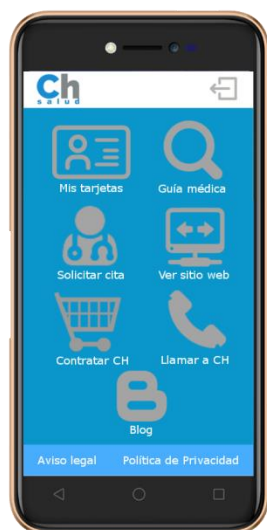 Ch
salud
Mis tarjetas
Guía médica
Solicitar cita
Ver sitio web
Contratar CH
Llamar a CH
Blog
Aviso legal
Política de Privacidad